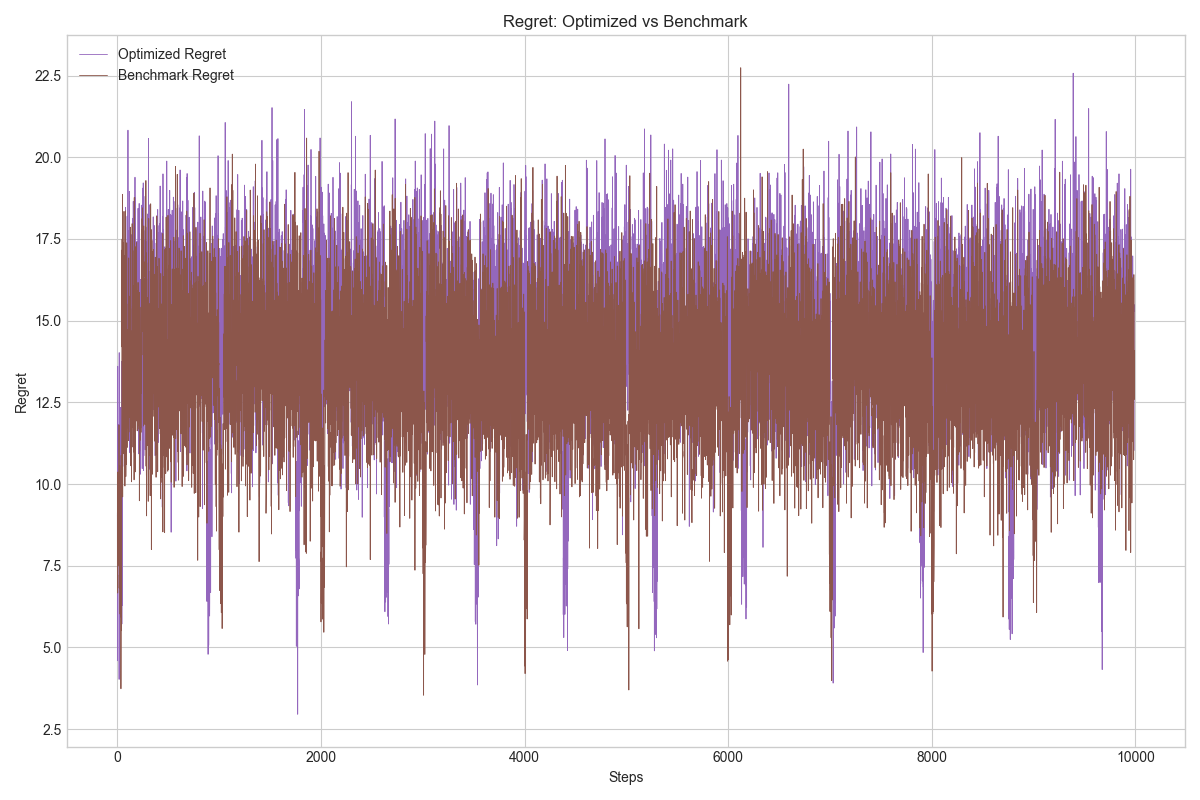 Regret: Optimized vs Benchmark
Optimized Regret
Benchmark Regret
22.5
20.0
17.5
15.0
12.5
10.0
7.5
5.0
2.5
Regret
0 2000 4000 6000 8000 10000
Steps